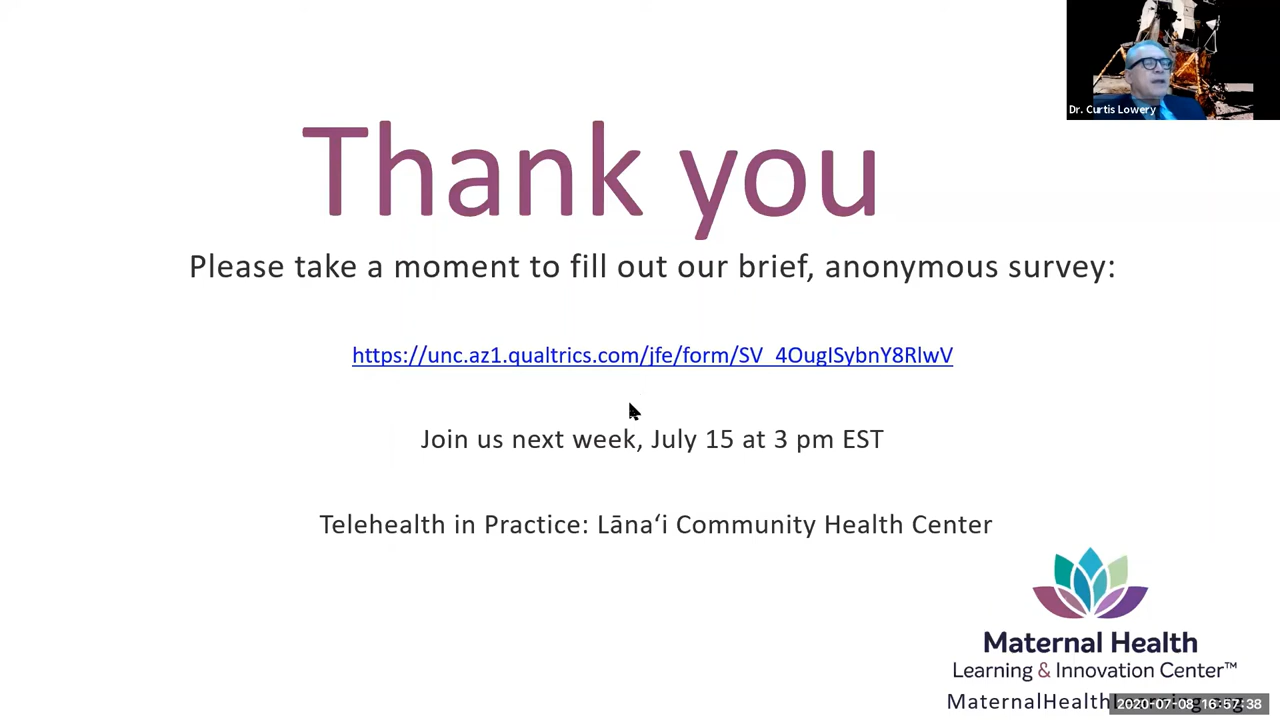 Dr. Curtis Lowery
Thank you
Please take a moment to fill out our brief, anonymous survey:
https://unc.az1.qualtrics.com/jfe/form/SV_4OugISybnY8RlwV
Join us next week, July 15 at 3 pm EST
Telehealth in Practice: Lānaʻi Community Health Center
Maternal Health
Learning & Innovation Center™
MaternalHealthLearning.org
2020-07-08 16:57:38